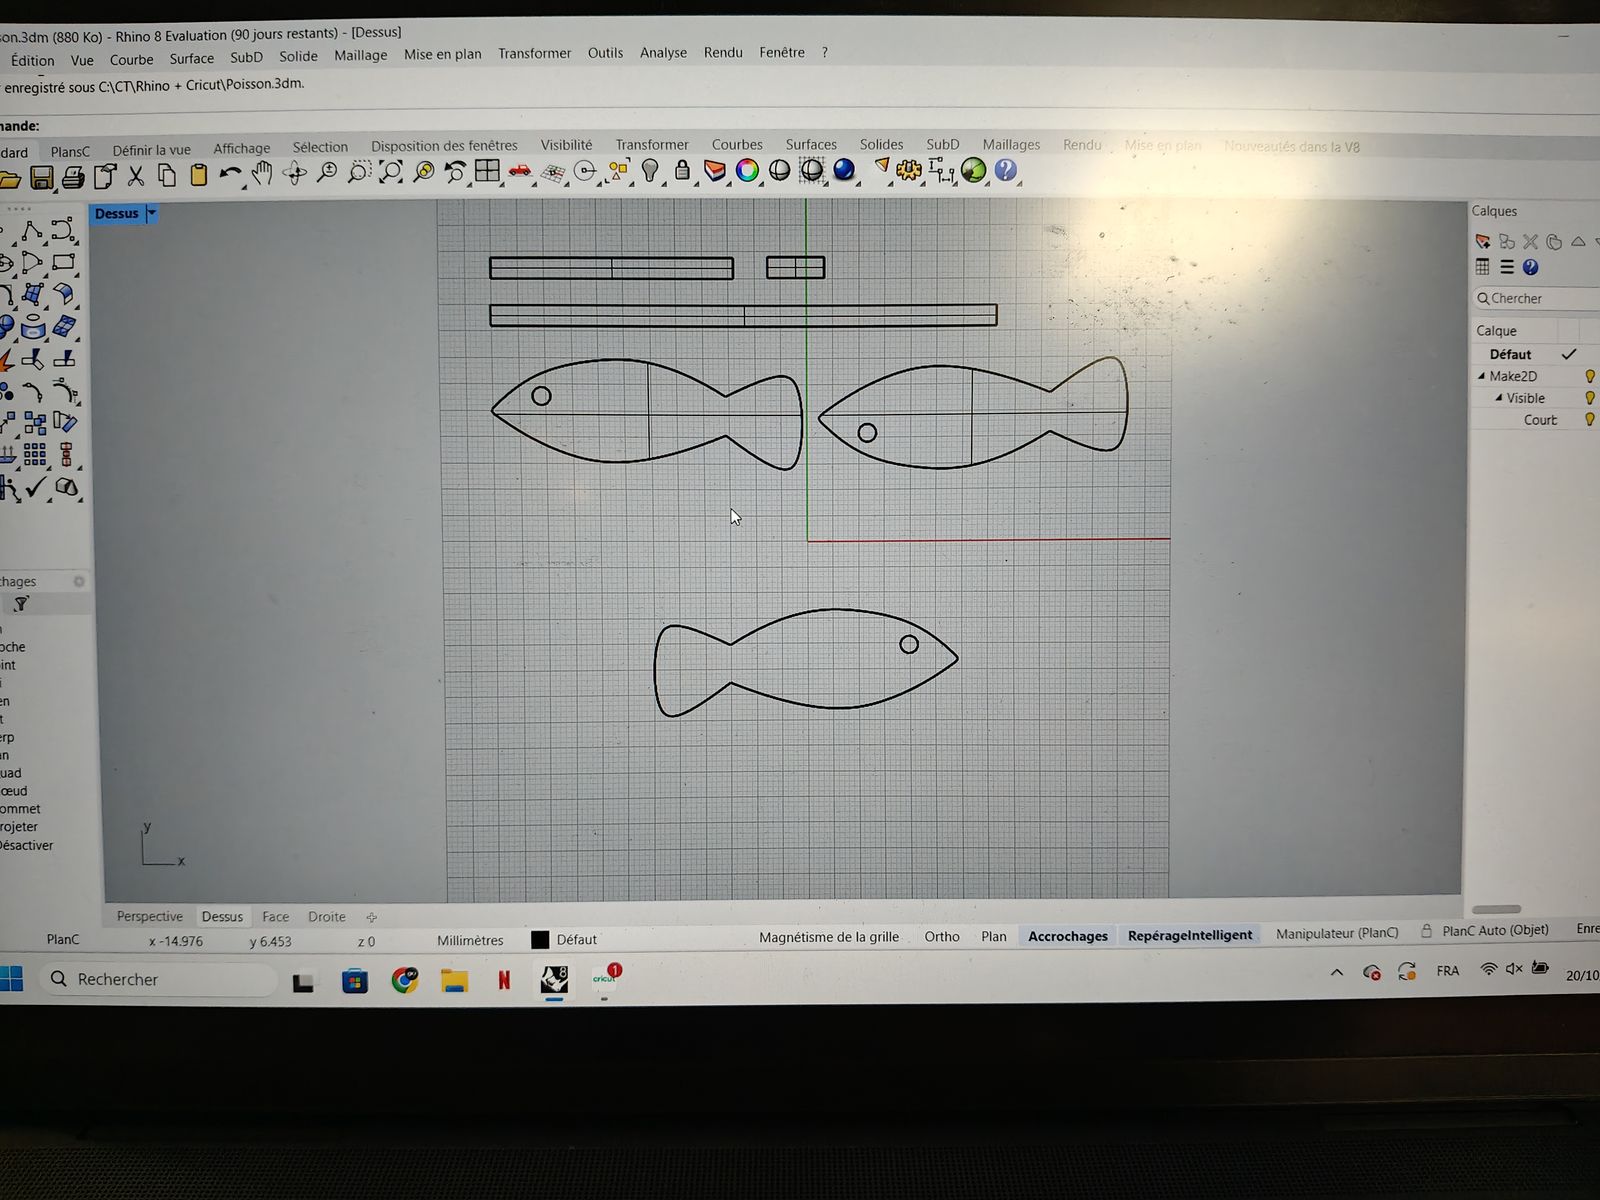 son.3dm (880 Ko) - Rhino 8 Evaluation (90 jours restants) - [Dessus]
Édition Vue Courbe Surface Solide SubD Maillage Mise en plan Transformer Outils Analyse Rendu Fenêtre ?
enregistré sous C:\CT\Rhino + Cricut\Poisson.3dm.
mande:
dard PlansC Définir la vue Affichage Sélection Disposition des fenêtres Visibilité Transformer Courbes Surfaces Solides SubD Maillages Rendu Mise en plan Nouveautés dans la V8
Dessus
Calques
Chercher
Calque
Défaut
Make2D
Visible
Court
chages
oche
oint
en
t
erp
an
uad
œud
ommet
rojeter
Désactiver
y
x
Perspective Dessus Face Droite
PlanC x -14.976 y 6.453 z 0 Millimètres Défaut Magnétisme de la grille Ortho Plan Accrochages RepérageIntelligent Manipulateur (PlanC) PlanC Auto (Objet) Enre
Rechercher
N
8
cricut
1
FRA
20/10